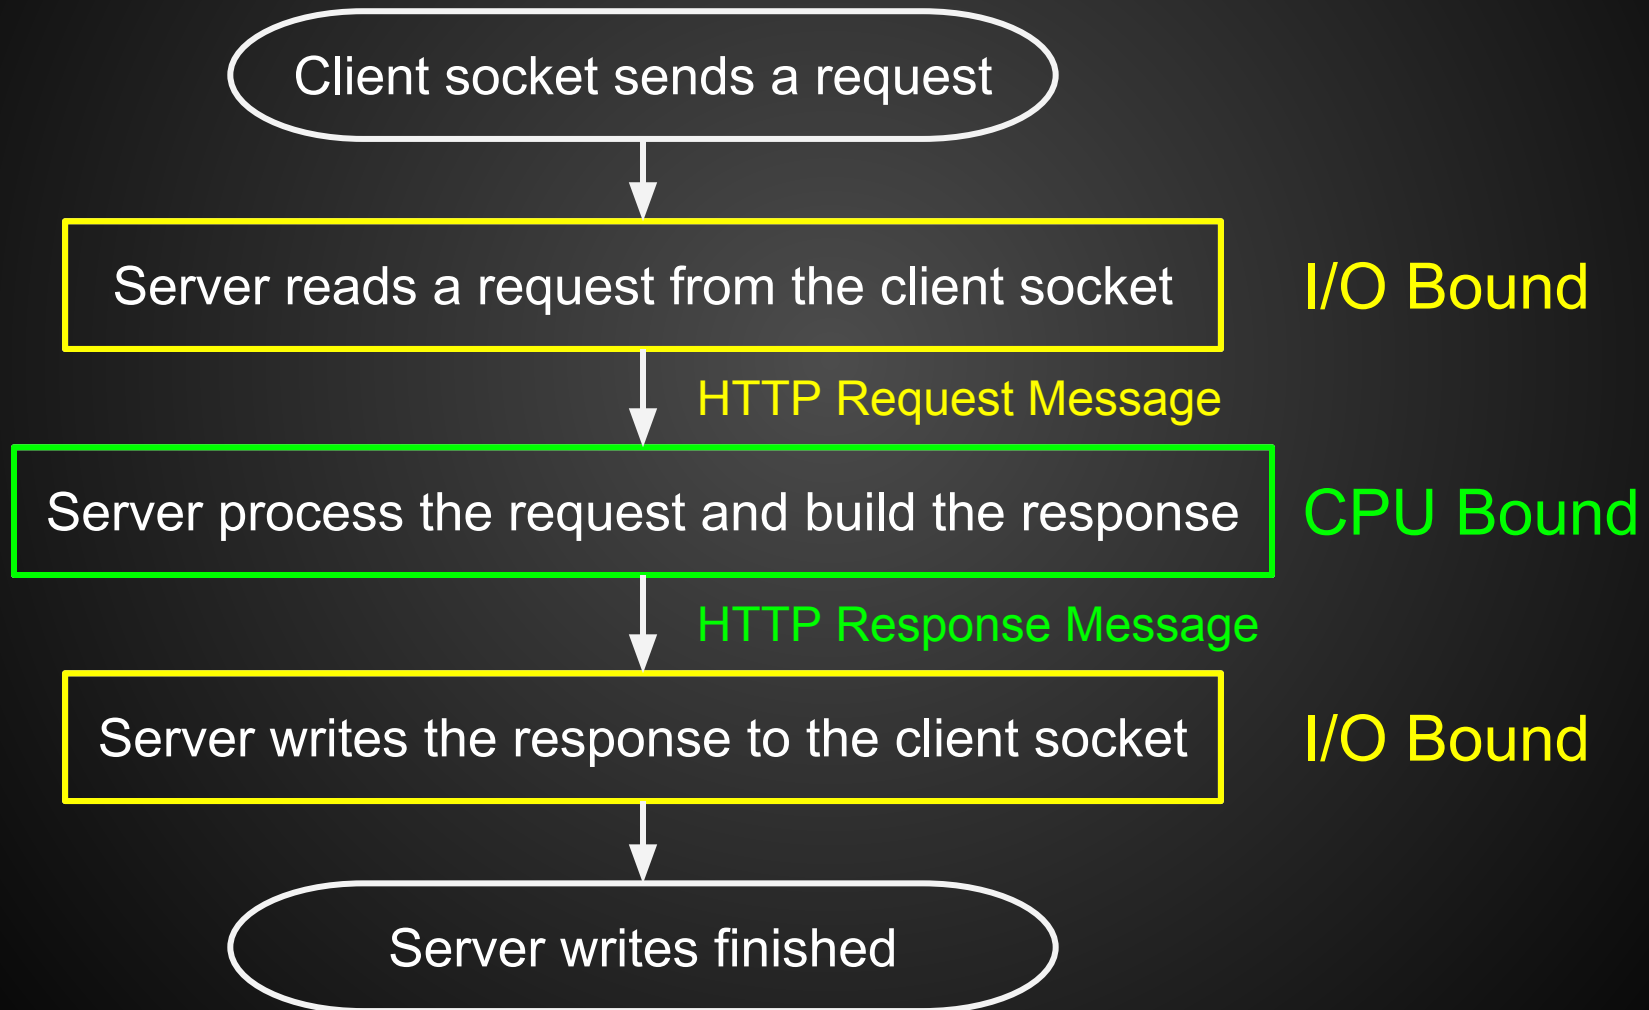 Client socket sends a request
Server reads a request from the client socket
I/O Bound
HTTP Request Message
Server process the request and build the response
CPU Bound
HTTP Response Message
Server writes the response to the client socket
I/O Bound
Server writes finished